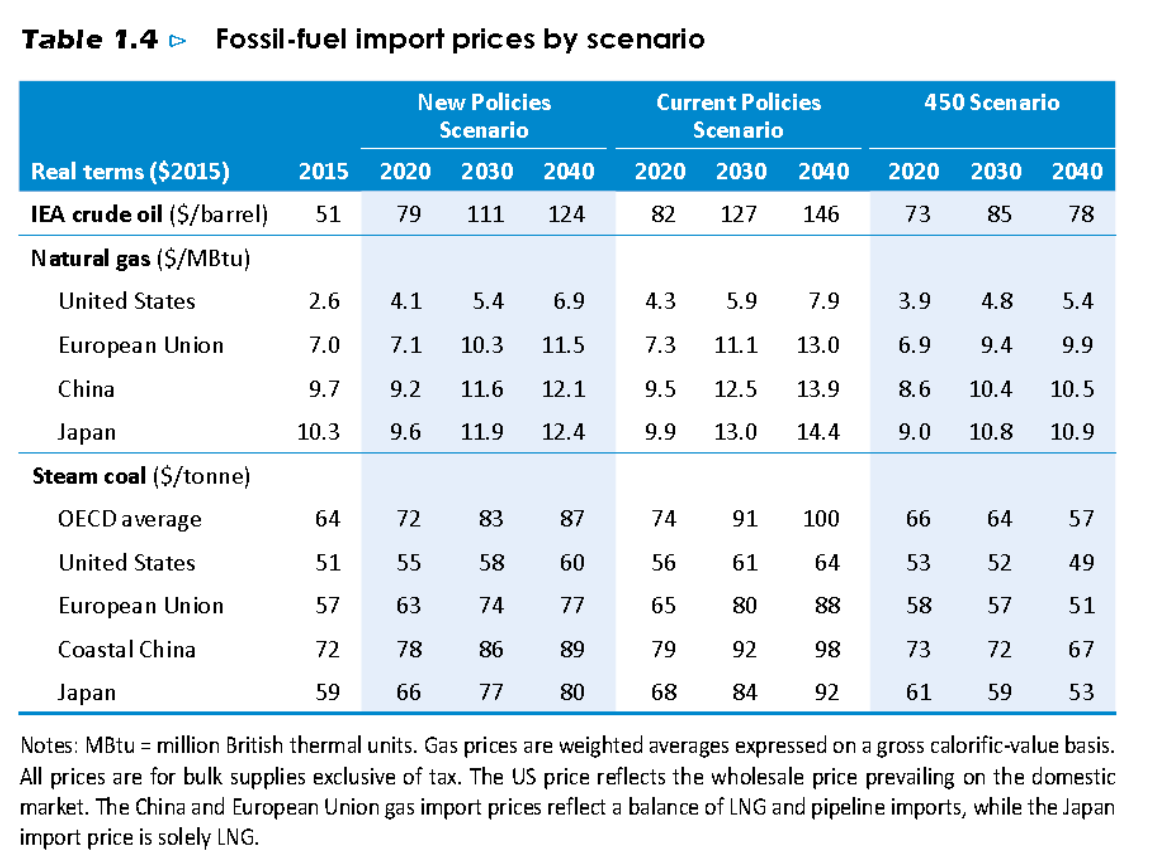 Table 1.4 ▷ Fossil-fuel import prices by scenario
New Policies Scenario Current Policies Scenario 450 Scenario
Real terms ($2015) 2015 2020 2030 2040 2020 2030 2040 2020 2030 2040
IEA crude oil ($/barrel) 51 79 111 124 82 127 146 73 85 78
Natural gas ($/MBtu)
United States 2.6 4.1 5.4 6.9 4.3 5.9 7.9 3.9 4.8 5.4
European Union 7.0 7.1 10.3 11.5 7.3 11.1 13.0 6.9 9.4 9.9
China 9.7 9.2 11.6 12.1 9.5 12.5 13.9 8.6 10.4 10.5
Japan 10.3 9.6 11.9 12.4 9.9 13.0 14.4 9.0 10.8 10.9
Steam coal ($/tonne)
OECD average 64 72 83 87 74 91 100 66 64 57
United States 51 55 58 60 56 61 64 53 52 49
European Union 57 63 74 77 65 80 88 58 57 51
Coastal China 72 78 86 89 79 92 98 73 72 67
Japan 59 66 77 80 68 84 92 61 59 53
Notes: MBtu = million British thermal units. Gas prices are weighted averages expressed on a gross calorific-value basis.
All prices are for bulk supplies exclusive of tax. The US price reflects the wholesale price prevailing on the domestic
market. The China and European Union gas import prices reflect a balance of LNG and pipeline imports, while the Japan
import price is solely LNG.